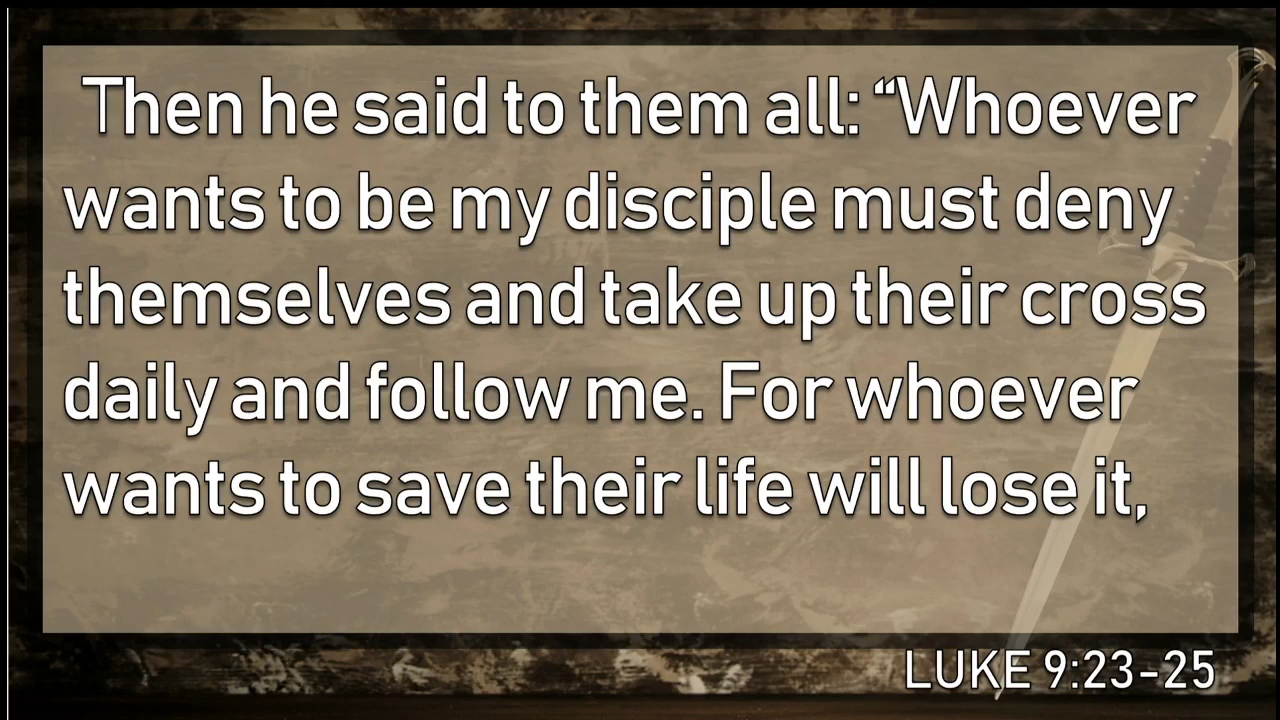 Then he said to them all: “Whoever
wants to be my disciple must deny
themselves and take up their cross
daily and follow me. For whoever
wants to save their life will lose it,
LUKE 9:23-25